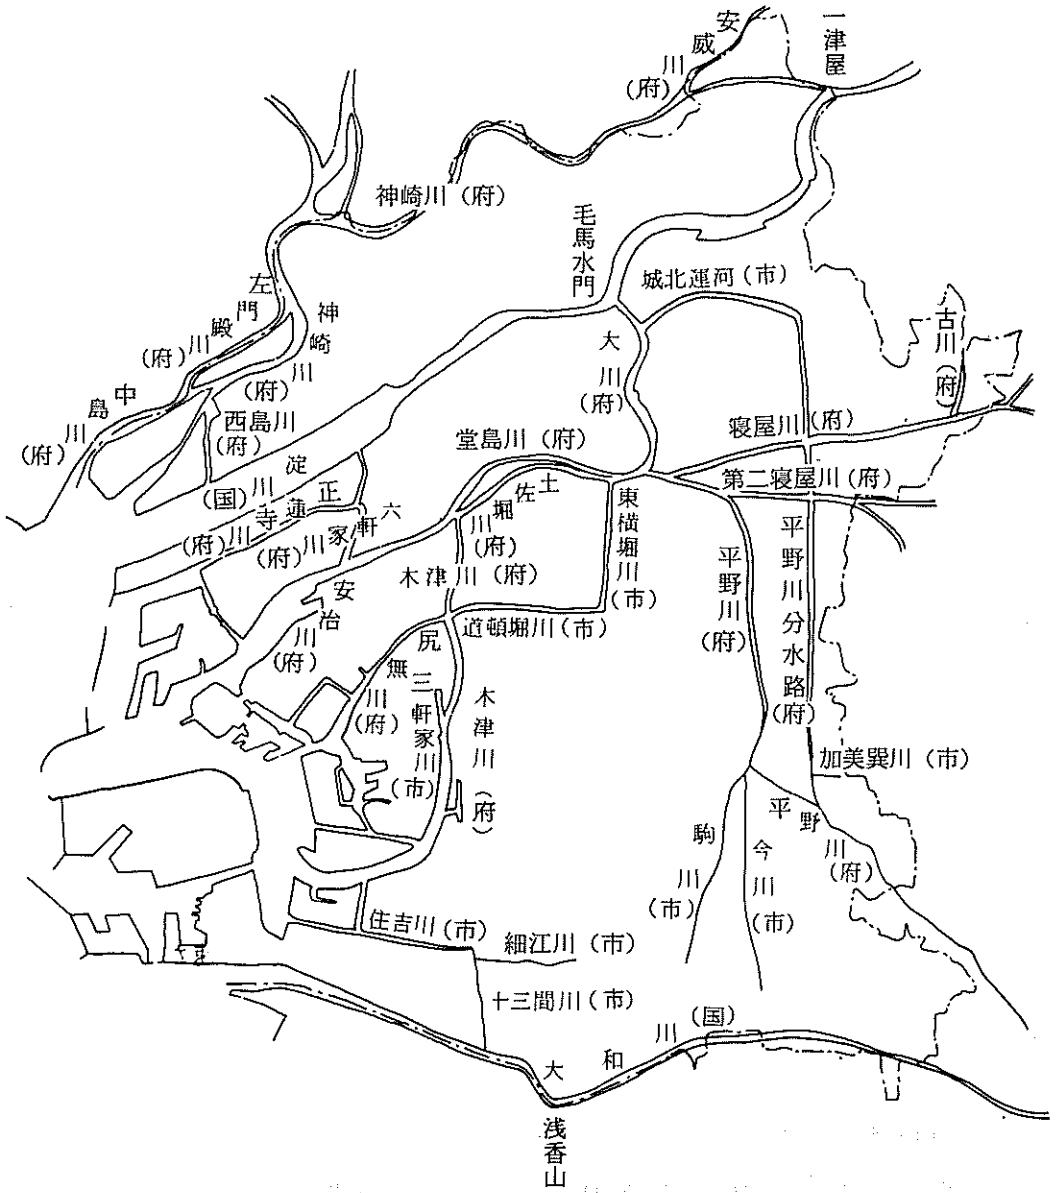 一津屋
安威川(府)
神崎川(府)
毛馬水門
城北運河(市)
左門殿川(府)
神崎川(府)
中島川(府)
西島川(府)
古川(府)
大川(府)
寝屋川(府)
堂島川(府)
第二寝屋川(府)
淀川(国)
正蓮寺川(府)
六軒家川(府)
土佐堀川(府)
東横堀川(市)
平野川(府)
平野川分水路(府)
木津川(府)
安治川(府)
道頓堀川(市)
尻無川(府)
三軒家川(市)
木津川(府)
加美巽川(市)
平野川(府)
駒川(市)
今川(市)
住吉川(市)
細江川(市)
十三間川(市)
大和川(国)
浅香山